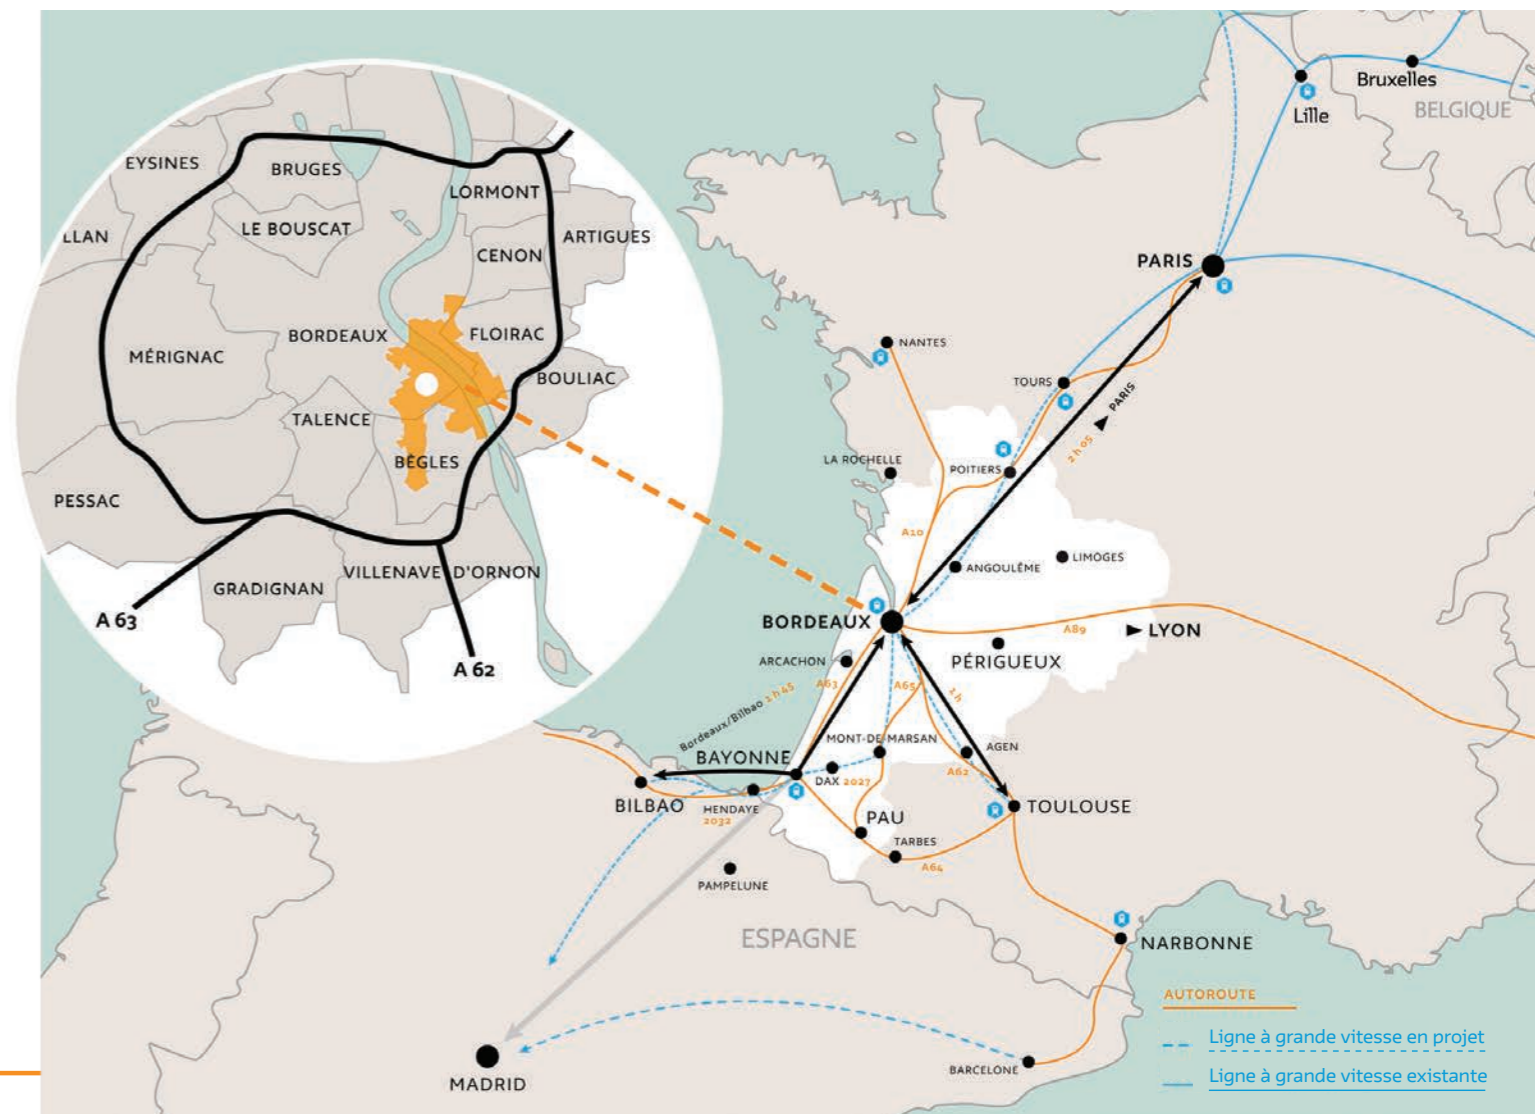 EYSINES
BRUGES
LORMONT
LLAN
LE BOUSCAT
ARTIGUES
CENON
BORDEAUX
FLOIRAC
MÉRIGNAC
BOULIAC
TALENCE
BÈGLES
PESSAC
GRADIGNAN
VILLENAVE D'ORNON
A 63
A 62
Bruxelles
Lille
BELGIQUE
PARIS
NANTES
TOURS
2 h 05 PARIS
LA ROCHELLE
POITIERS
A10
ANGOULÊME
LIMOGES
BORDEAUX
A89
LYON
PÉRIGUEUX
ARCACHON
A63
A65
1 h
Bordeaux/Bilbao 1 h 45
MONT-DE-MARSAN
AGEN
BAYONNE
DAX 2027
A62
BILBAO
HENDAYE
2032
PAU
TOULOUSE
TARBES
A64
PAMPELUNE
ESPAGNE
NARBONNE
MADRID
BARCELONE
AUTOROUTE
Ligne à grande vitesse en projet
Ligne à grande vitesse existante